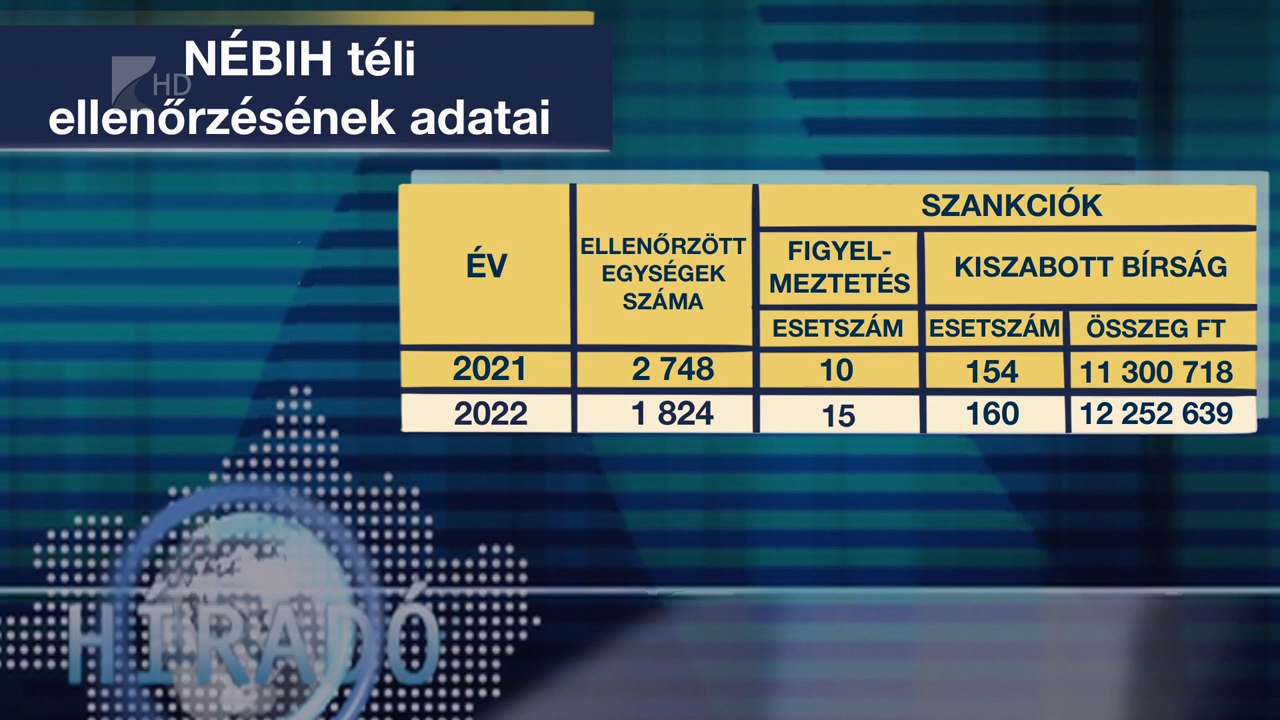 NÉBIH téli
HD
ellenőrzésének adatai
SZANKCIÓK
ÉV
ELLENŐRZÖTT
EGYSÉGEK
SZÁMA
FIGYEL-
MEZTETÉS
KISZABOTT BÍRSÁG
ESETSZÁM ESETSZÁM ÖSSZEG FT
2021 2 748 10 154 11 300 718
2022 1 824 15 160 12 252 639
HÍRADÓ